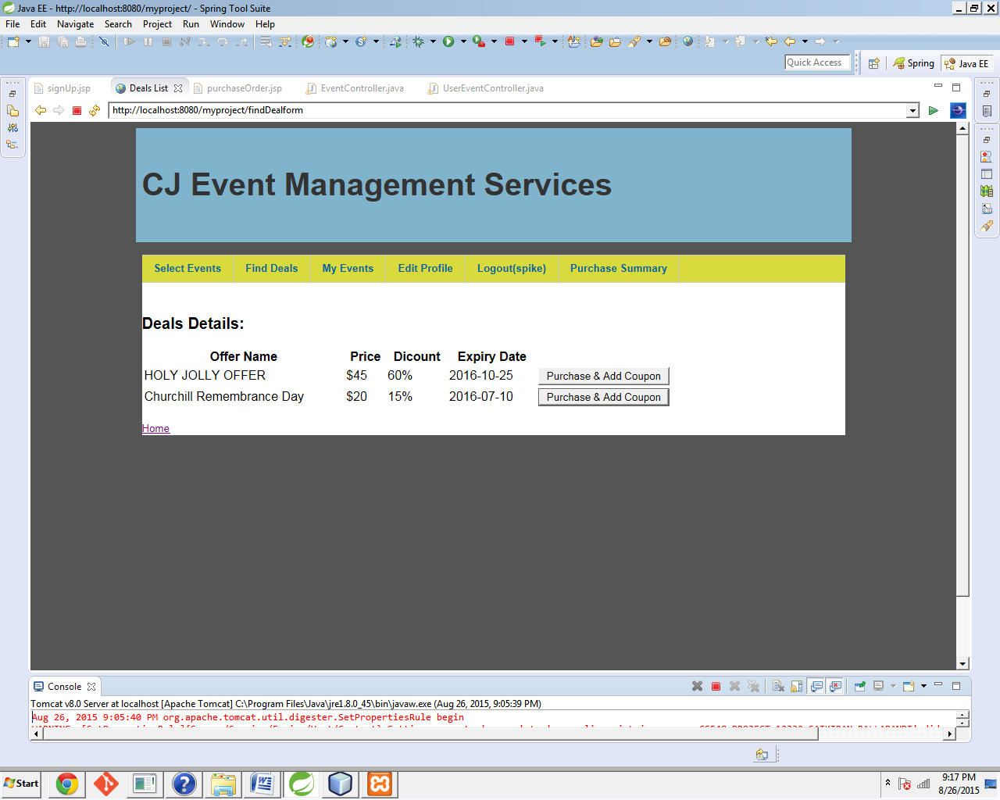 Java EE - http://localhost:8080/myproject/ - Spring Tool Suite
File Edit Navigate Search Project Run Window Help
Quick Access Spring Java EE
signUp.jsp Deals List purchaseOrder.jsp EventController.java UserEventController.java
http://localhost:8080/myproject/findDealform
CJ Event Management Services
Select Events Find Deals My Events Edit Profile Logout(spike) Purchase Summary
Deals Details:
Offer Name Price Dicount Expiry Date
HOLY JOLLY OFFER $45 60% 2016-10-25 Purchase & Add Coupon
Churchill Remembrance Day $20 15% 2016-07-10 Purchase & Add Coupon
Home
Console
Tomcat v8.0 Server at localhost [Apache Tomcat] C:\Program Files\Java\jre1.8.0_45\bin\javaw.exe (Aug 26, 2015, 9:05:39 PM)
Aug 26, 2015 9:05:40 PM org.apache.tomcat.util.digester.SetPropertiesRule begin
Start
9:17 PM
8/26/2015